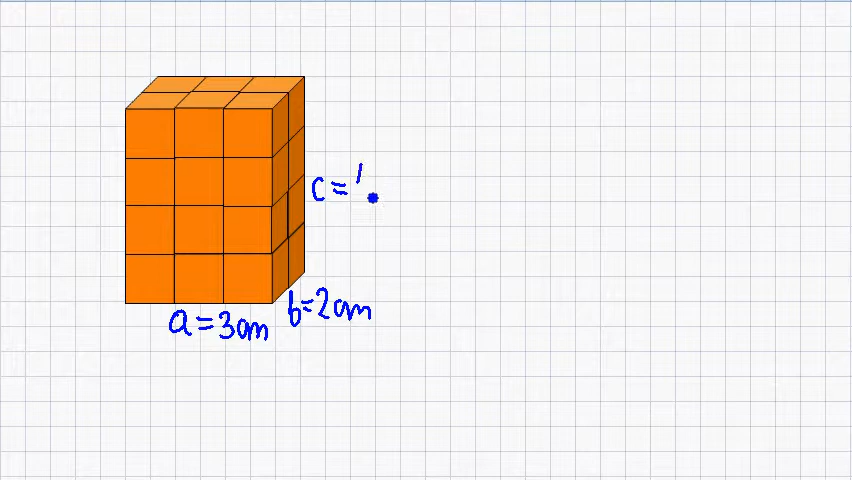 c =
b=2cm
a=3cm